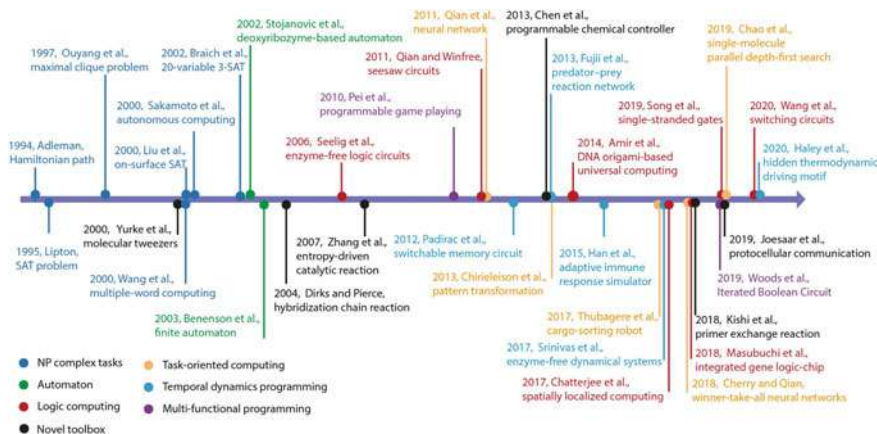 2002, Stojanovic et al.,
deoxyribozyme-based automaton
2011, Qian et al.,
neural network
2013, Chen et al.,
programmable chemical controller
2019, Chao et al.,
single-molecule
parallel depth-first search
1997, Ouyang et al.,
maximal clique problem
2002, Braich et al.,
20-variable 3-SAT
2011, Qian and Winfree,
seesaw circuits
2013, Fujii et al.,
predator–prey
reaction network
2000, Sakamoto et al.,
autonomous computing
2010, Pei et al.,
programmable game playing
2019, Song et al.,
single-stranded gates
2020, Wang et al.,
switching circuits
1994, Adleman,
Hamiltonian path
2000, Liu et al.,
on-surface SAT
2006, Seelig et al.,
enzyme-free logic circuits
2014, Amir et al.,
DNA origami-based
universal computing
2020, Haley et al.,
hidden thermodynamic
driving motif
1995, Lipton,
SAT problem
2000, Yurke et al.,
molecular tweezers
2000, Wang et al.,
multiple-word computing
2003, Benenson et al.,
finite automaton
2007, Zhang et al.,
entropy-driven
catalytic reaction
2004, Dirks and Pierce,
hybridization chain reaction
2012, Padirac et al.,
switchable memory circuit
2013, Chirieleison et al.,
pattern transformation
2015, Han et al.,
adaptive immune
response simulator
2017, Thubagere et al.,
cargo-sorting robot
2017, Srinivas et al.,
enzyme-free dynamical systems
2017, Chatterjee et al.,
spatially localized computing
2019, Joesaar et al.,
protocellular communication
2019, Woods et al.,
Iterated Boolean Circuit
2018, Kishi et al.,
primer exchange reaction
2018, Masubuchi et al.,
integrated gene logic-chip
2018, Cherry and Qian,
winner-take-all neural networks
NP complex tasks
Automaton
Logic computing
Novel toolbox
Task-oriented computing
Temporal dynamics programming
Multi-functional programming